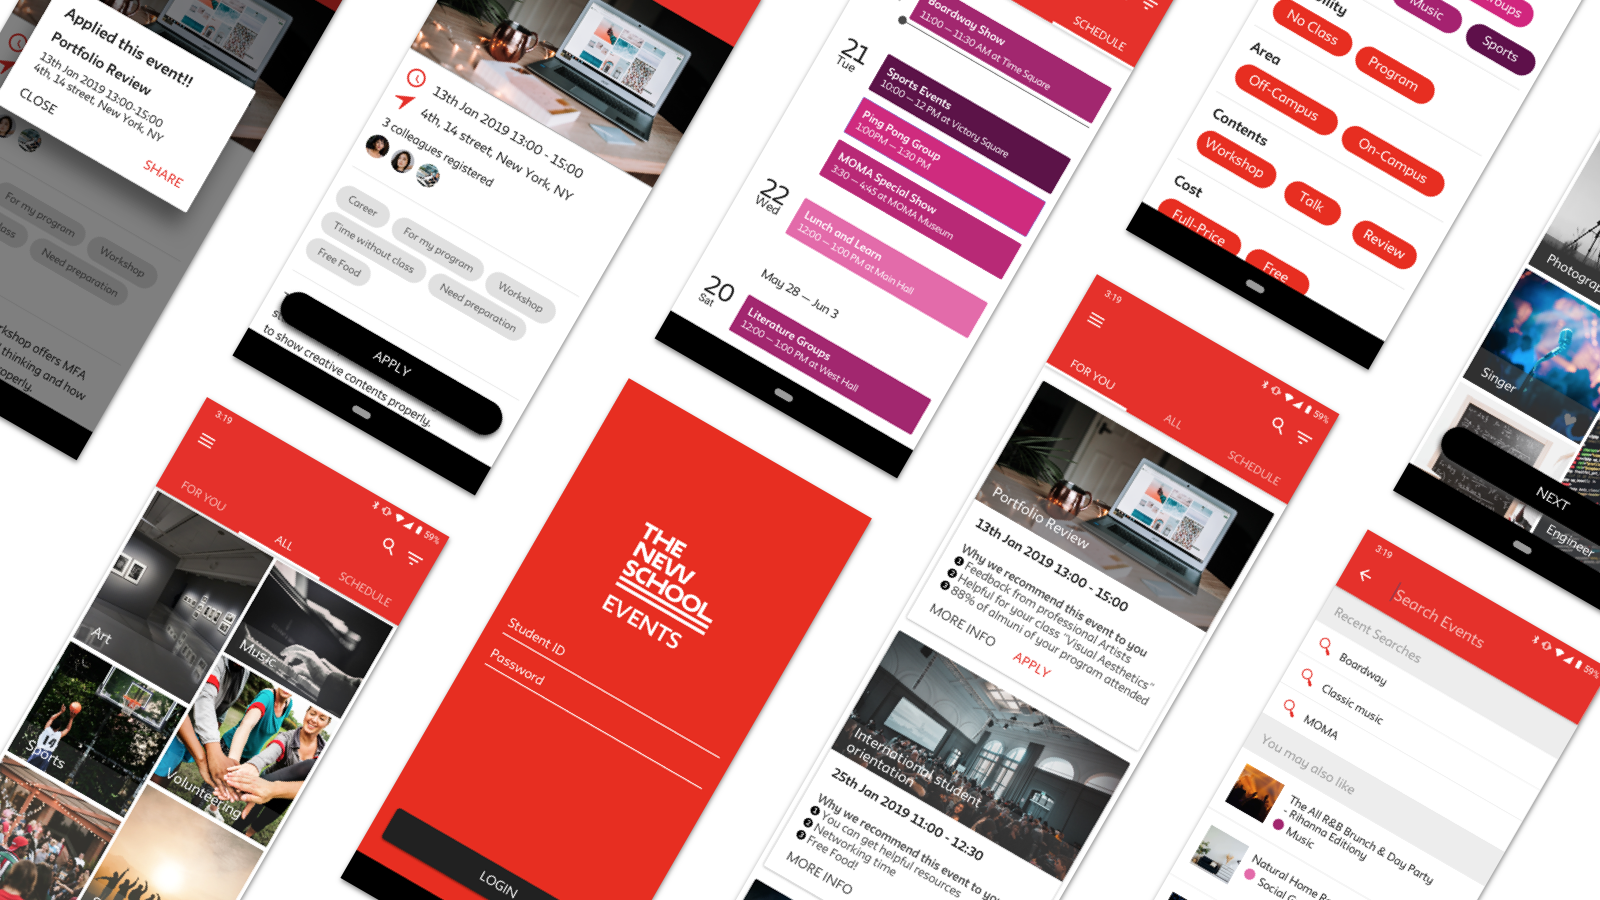 Applied this event!!
Portfolio Review
13th Jan 2019 13:00-15:00
4th, 14 street, New York, NY
CLOSE
SHARE
For my program
Workshop
Need preparation
thinking and how
13th Jan 2019 13:00 - 15:00
4th, 14 street, New York, NY
3 colleagues registered
Career
For my program
Workshop
Time without class
Need preparation
Free Food
APPLY
to show creative contents properly.
SCHEDULE
Boardway Show
11:00 – 11:30 AM at Time Square
21
Tue
Sports Events
10:00 – 12 PM at Victory Square
Ping Pong Group
1:00PM – 1:30 PM
MOMA Special Show
3:30 – 4:45 at MOMA Museum
22
Wed
Lunch and Learn
12:00 – 1:00 PM at Main Hall
May 28 – Jun 3
20
Sat
Literature Groups
12:00 – 1:00 PM at West Hall
Music
Sports
No Class
Program
Area
Off-Campus
On-Campus
Contents
Workshop
Talk
Review
Cost
Full-Price
Free
Singer
NEXT
Engineer
3:19
59%
FOR YOU
ALL
SCHEDULE
Art
Music
Sports
Volunteering
THE
NEW
SCHOOL
EVENTS
Student ID
Password
LOGIN
3:19
59%
FOR YOU
ALL
SCHEDULE
Portfolio Review
13th Jan 2019 13:00 - 15:00
Why we recommend this event to you
1 Feedback from professional Artists
2 Helpful for your class "Visual Aesthetics"
3 88% of almuni of your program attended
MORE INFO
APPLY
International student
orientation
25th Jan 2019 11:00 - 12:30
Why we recommend this event to you
1 You can get helpful resources
2 Networking time
3 Free Food!
MORE INFO
3:19
59%
Search Events
Recent Searches
Boardway
Classic music
MOMA
You may also like
The All R&B Brunch & Day Party
- Rihanna Editiony
Music
Natural Home
Social